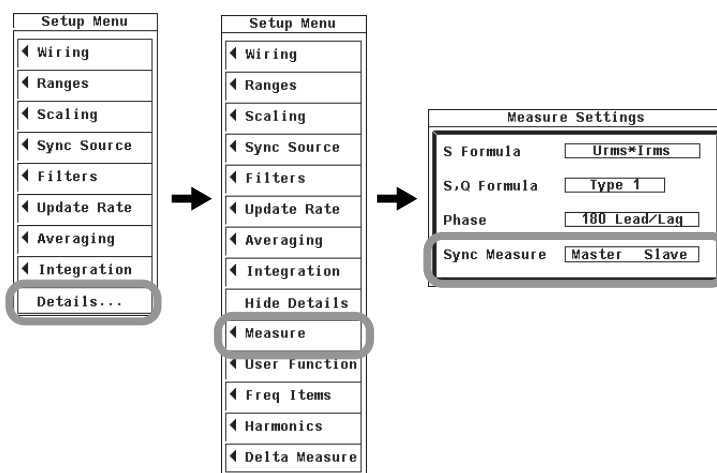 Setup Menu
Wiring
Ranges
Scaling
Sync Source
Filters
Update Rate
Averaging
Integration
Details...
Setup Menu
Wiring
Ranges
Scaling
Sync Source
Filters
Update Rate
Averaging
Integration
Hide Details
Measure
User Function
Freq Items
Harmonics
Delta Measure
Measure Settings
S Formula Urms*Irms
S,Q Formula Type 1
Phase 180 Lead/Lag
Sync Measure Master Slave